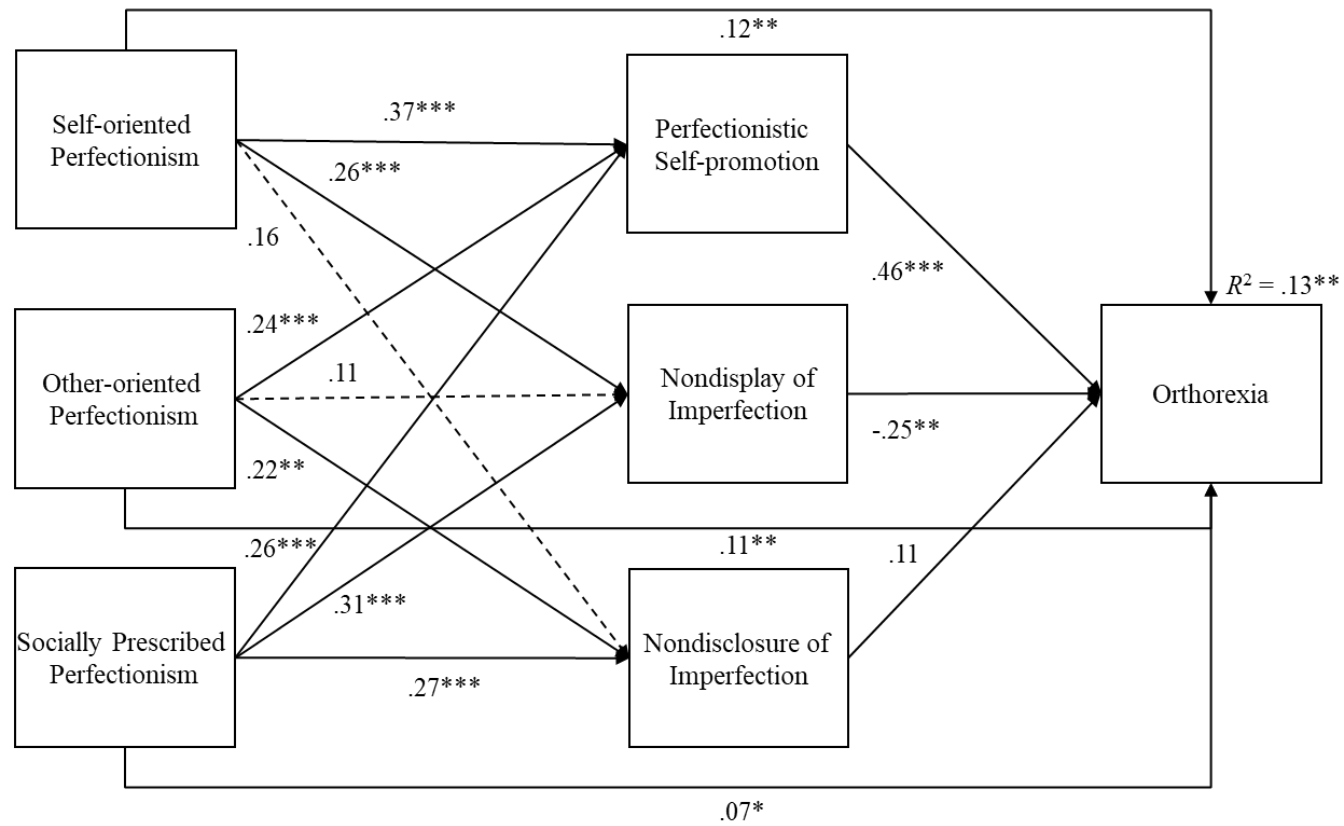 .12**
Self-oriented
Perfectionism
.37***
.26***
.16
Perfectionistic
Self-promotion
.46***
R² = .13**
Other-oriented
Perfectionism
.24***
.11
.22**
Nondisplay of
Imperfection
-.25**
Orthorexia
.11**
.11
Socially Prescribed
Perfectionism
.26***
.31***
.27***
Nondisclosure of
Imperfection
.07*